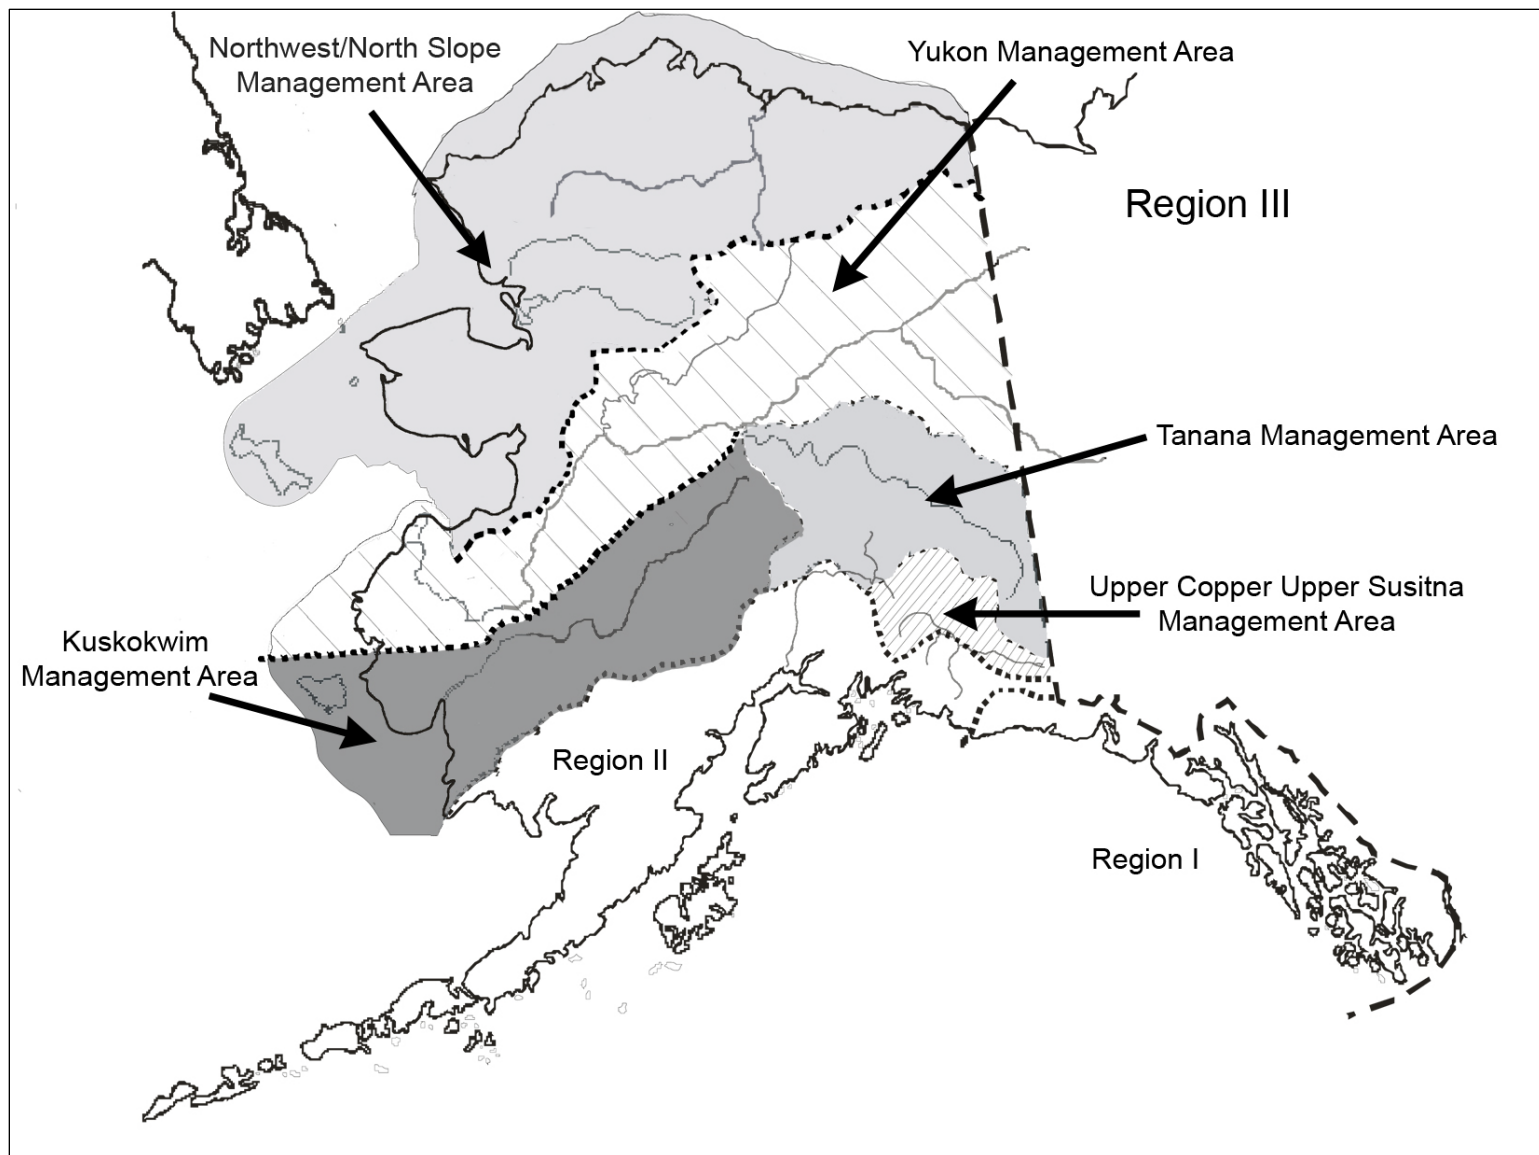 Northwest/North Slope
Management Area
Yukon Management Area
Region III
Tanana Management Area
Upper Copper Upper Susitna
Management Area
Kuskokwim
Management Area
Region II
Region I